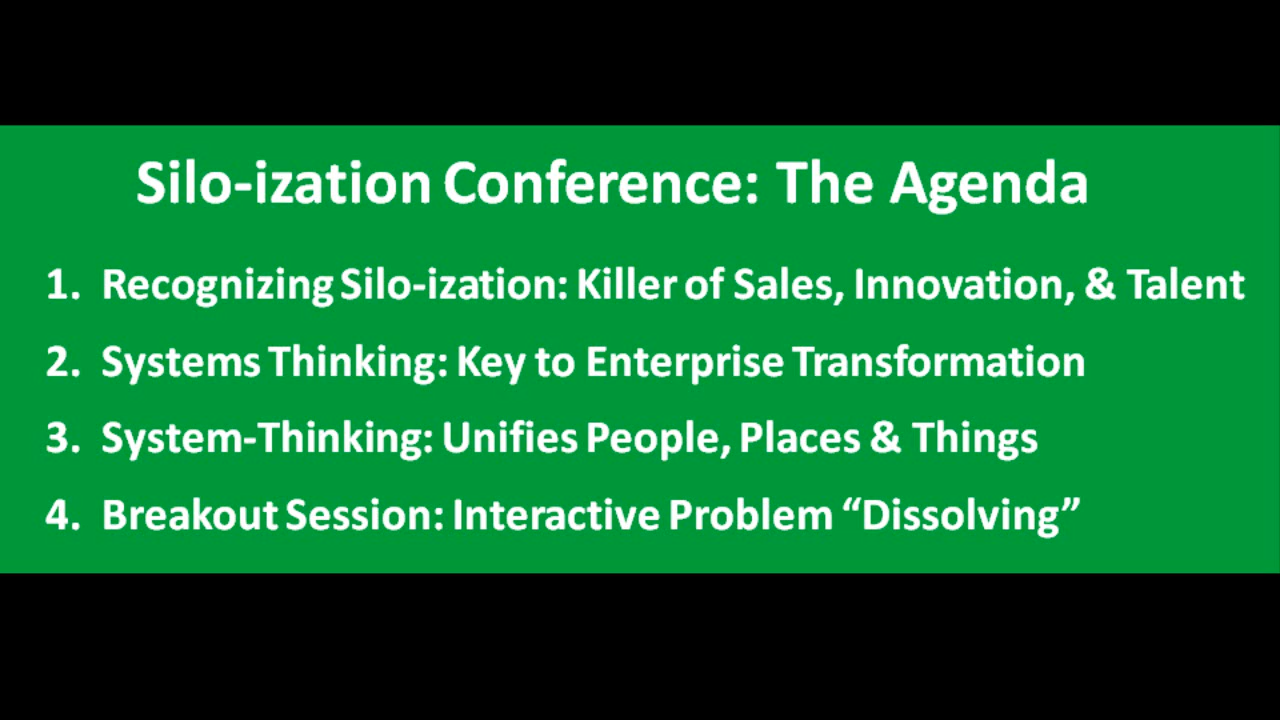 Silo-ization Conference: The Agenda
1. Recognizing Silo-ization: Killer of Sales, Innovation, & Talent
2. Systems Thinking: Key to Enterprise Transformation
3. System-Thinking: Unifies People, Places & Things
4. Breakout Session: Interactive Problem “Dissolving”